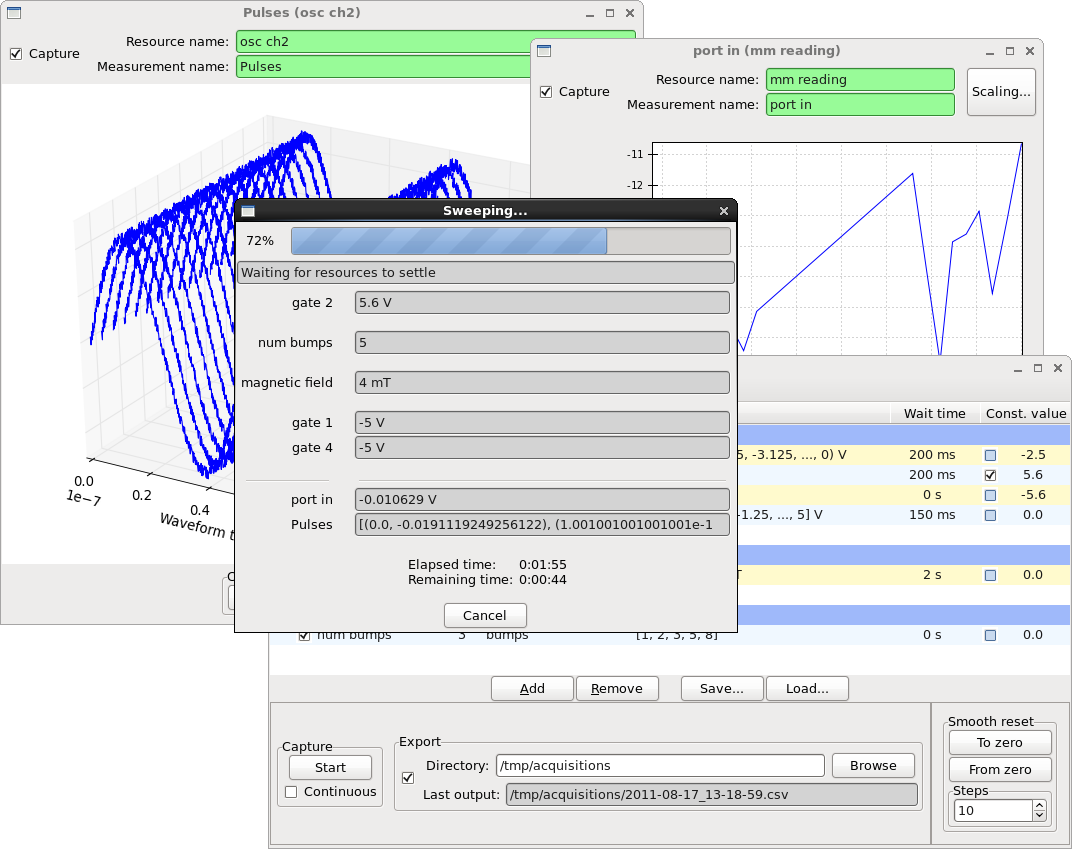 Pulses (osc ch2)
Capture
Resource name: osc ch2
Measurement name: Pulses
0.0
1e−7
0.2
0.4
Waveform t
port in (mm reading)
Capture
Resource name: mm reading
Measurement name: port in
Scaling...
-11
-12
Sweeping...
72%
Waiting for resources to settle
gate 2 5.6 V
num bumps 5
magnetic field 4 mT
gate 1 -5 V
gate 4 -5 V
port in -0.010629 V
Pulses [(0.0, -0.0191119249256122), (1.001001001001001e-1
Elapsed time: 0:01:55
Remaining time: 0:00:44
Cancel
Wait time Const. value
5, -3.125, ..., 0) V 200 ms -2.5
200 ms 5.6
0 s -5.6
-1.25, ..., 5] V 150 ms 0.0
T 2 s 0.0
num bumps 3 bumps [1, 2, 3, 5, 8] 0 s 0.0
Add Remove Save... Load...
Capture
Start
Continuous
Export
Directory: /tmp/acquisitions Browse
Last output: /tmp/acquisitions/2011-08-17_13-18-59.csv
Smooth reset
To zero
From zero
Steps
10